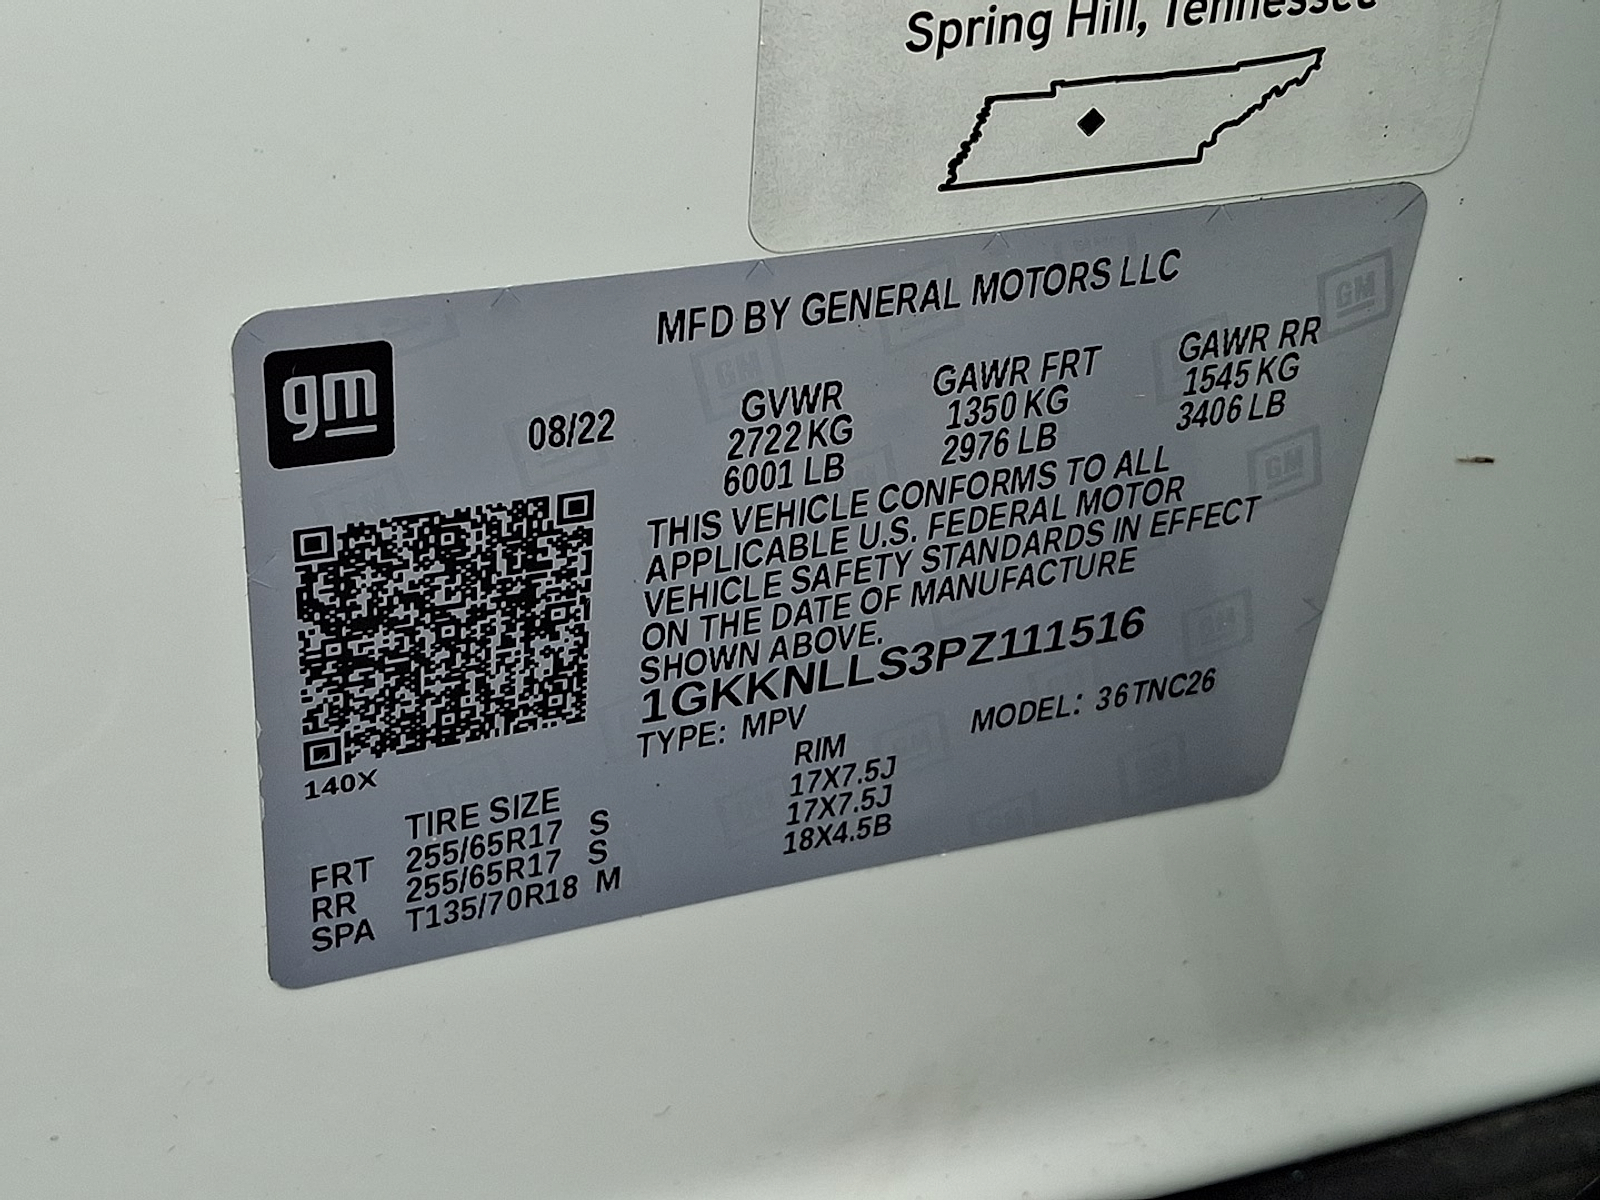 Spring Hill, Tennessee
MFD BY GENERAL MOTORS LLC
gm
08/22
GVWR GAWR FRT GAWR RR
2722 KG 1350 KG 1545 KG
6001 LB 2976 LB 3406 LB
THIS VEHICLE CONFORMS TO ALL
APPLICABLE U.S. FEDERAL MOTOR
VEHICLE SAFETY STANDARDS IN EFFECT
ON THE DATE OF MANUFACTURE
SHOWN ABOVE.
1GKKNLLS3PZ111516
TYPE: MPV MODEL: 36TNC26
140X
TIRE SIZE RIM
FRT 255/65R17 S 17X7.5J
RR 255/65R17 S 17X7.5J
SPA T135/70R18 M 18X4.5B